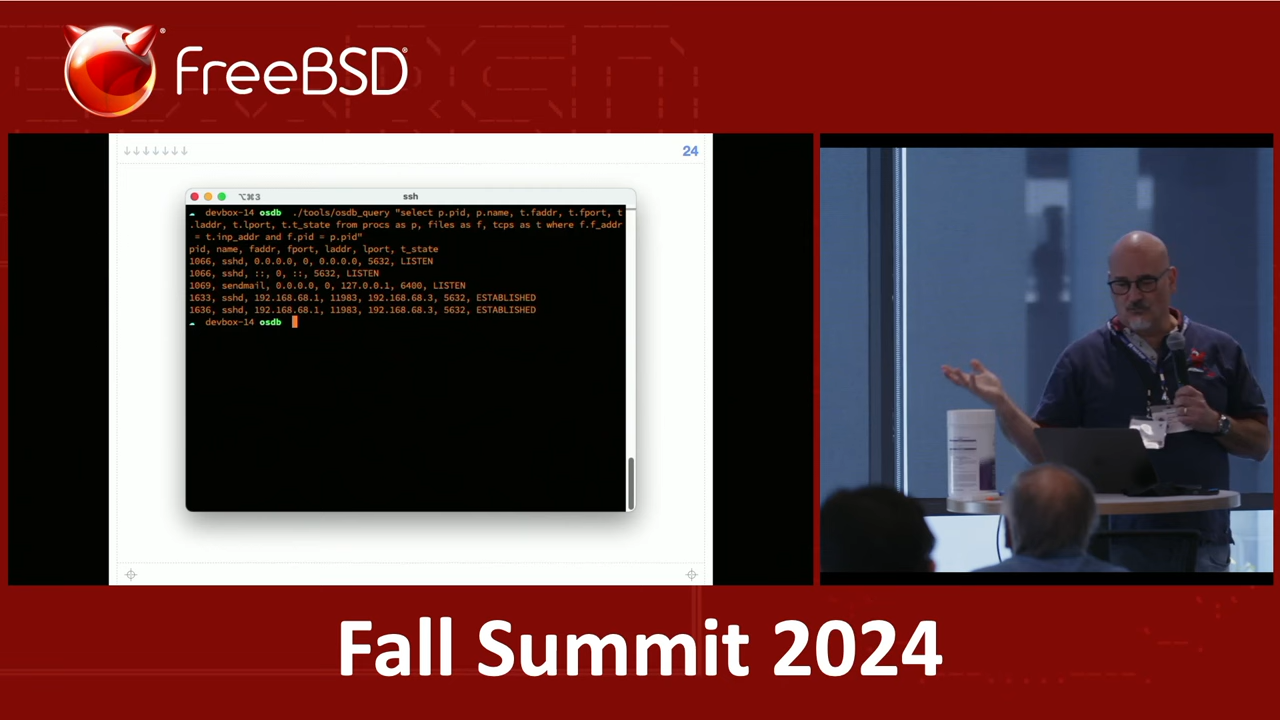 FreeBSD®
↓↓↓↓↓↓↓ 24
⌥⌘3 ssh
devbox-14 osdb ./tools/osdb_query "select p.pid, p.name, t.faddr, t.fport, t
.laddr, t.lport, t.t_state from procs as p, files as f, tcps as t where f.f_addr
= t.inp_addr and f.pid = p.pid"
pid, name, faddr, fport, laddr, lport, t_state
1066, sshd, 0.0.0.0, 0, 0.0.0.0, 5632, LISTEN
1066, sshd, ::, 0, ::, 5632, LISTEN
1069, sendmail, 0.0.0.0, 0, 127.0.0.1, 6400, LISTEN
1633, sshd, 192.168.68.1, 11983, 192.168.68.3, 5632, ESTABLISHED
1636, sshd, 192.168.68.1, 11983, 192.168.68.3, 5632, ESTABLISHED
devbox-14 osdb
Fall Summit 2024